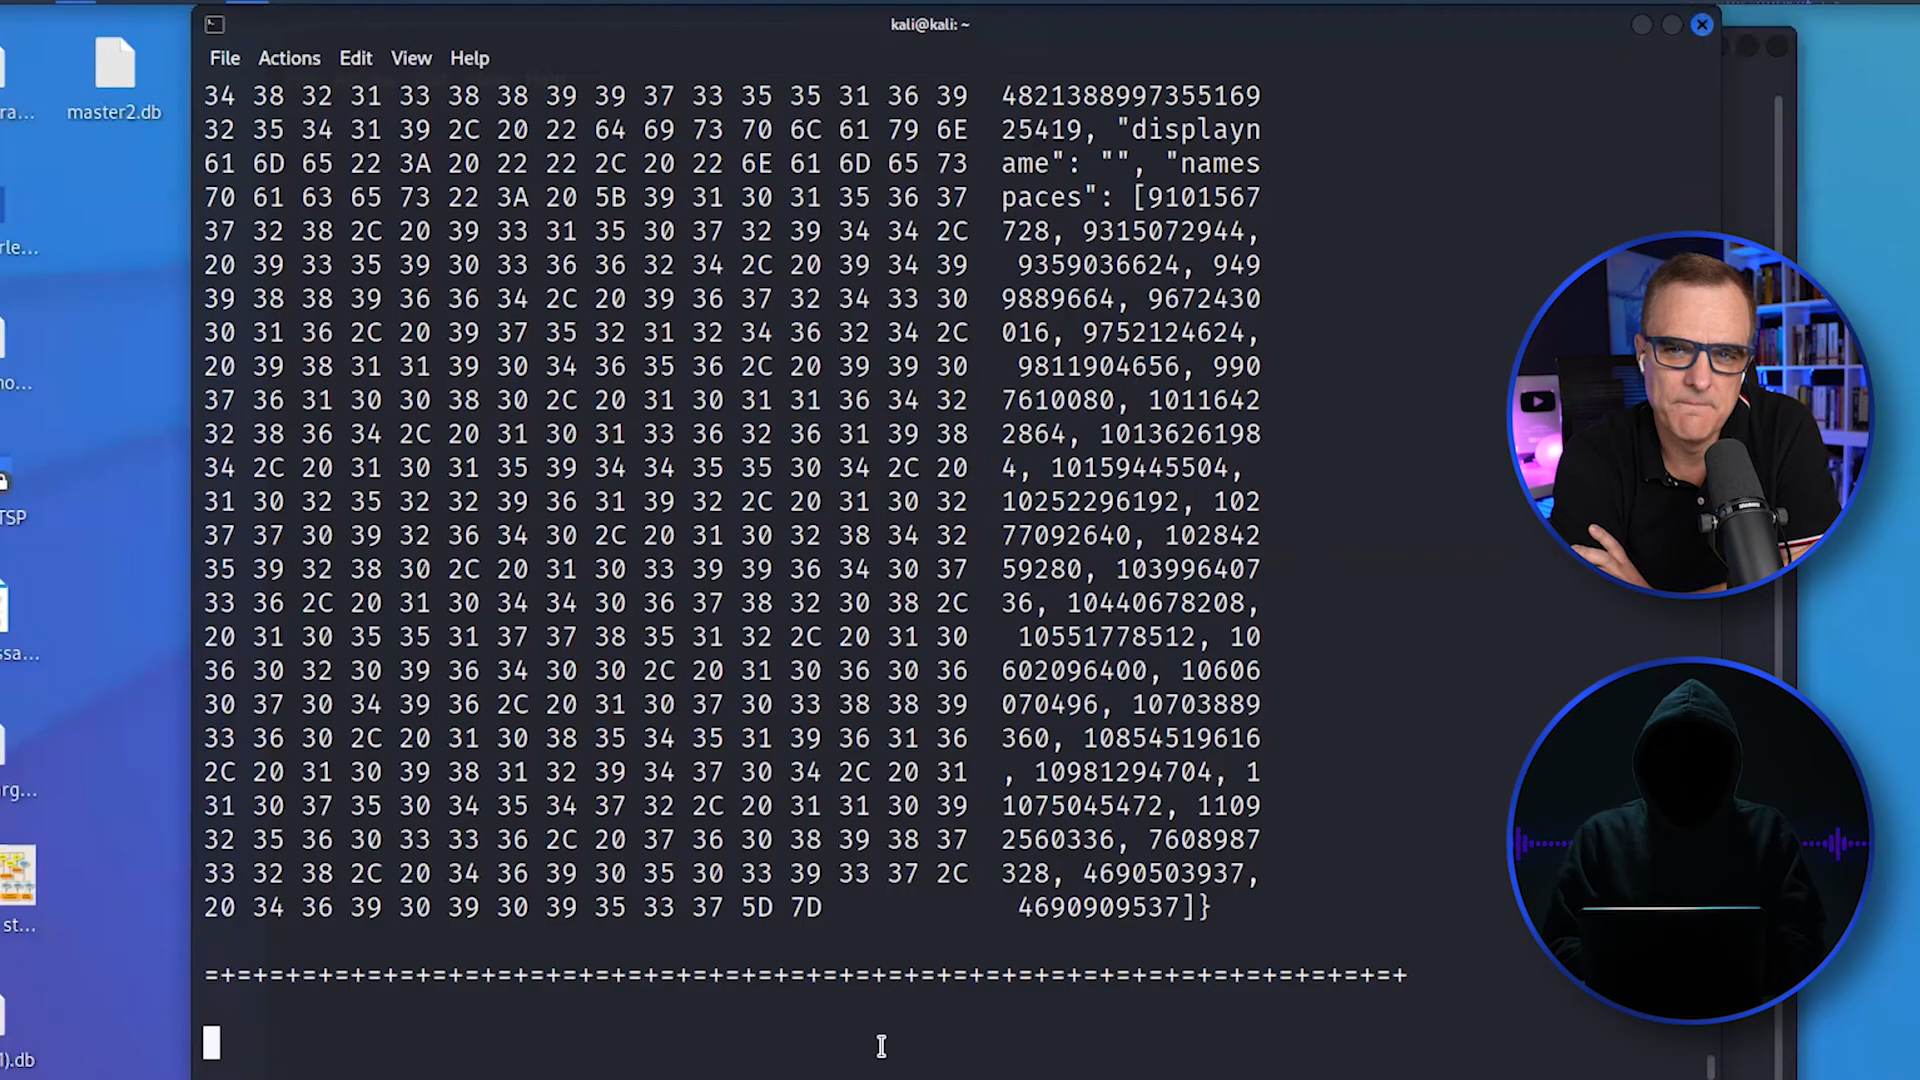 kali@kali: ~
File Actions Edit View Help
master2.db
34 38 32 31 33 38 38 39 39 37 33 35 35 31 36 39 4821388997355169
32 35 34 31 39 2C 20 22 64 69 73 70 6C 61 79 6E 25419, "displayn
61 6D 65 22 3A 20 22 22 2C 20 22 6E 61 6D 65 73 ame": "", "names
70 61 63 65 73 22 3A 20 5B 39 31 30 31 35 36 37 paces": [9101567
37 32 38 2C 20 39 33 31 35 30 37 32 39 34 34 2C 728, 9315072944,
20 39 33 35 39 30 33 36 36 32 34 2C 20 39 34 39 9359036624, 949
39 38 38 39 36 36 34 2C 20 39 36 37 32 34 33 30 9889664, 9672430
30 31 36 2C 20 39 37 35 32 31 32 34 36 32 34 2C 016, 9752124624,
20 39 38 31 31 39 30 34 36 35 36 2C 20 39 39 30 9811904656, 990
37 36 31 30 30 38 30 2C 20 31 30 31 31 36 34 32 7610080, 1011642
32 38 36 34 2C 20 31 30 31 33 36 32 36 31 39 38 2864, 1013626198
34 2C 20 31 30 31 35 39 34 34 35 35 30 34 2C 20 4, 10159445504,
31 30 32 35 32 32 39 36 31 39 32 2C 20 31 30 32 10252296192, 102
37 37 30 39 32 36 34 30 2C 20 31 30 32 38 34 32 77092640, 102842
35 39 32 38 30 2C 20 31 30 33 39 39 36 34 30 37 59280, 103996407
33 36 2C 20 31 30 34 34 30 36 37 38 32 30 38 2C 36, 10440678208,
20 31 30 35 35 31 37 37 38 35 31 32 2C 20 31 30 10551778512, 10
36 30 32 30 39 36 34 30 30 2C 20 31 30 36 30 36 602096400, 10606
30 37 30 34 39 36 2C 20 31 30 37 30 33 38 38 39 070496, 10703889
33 36 30 2C 20 31 30 38 35 34 35 31 39 36 31 36 360, 10854519616
2C 20 31 30 39 38 31 32 39 34 37 30 34 2C 20 31 , 10981294704, 1
31 30 37 35 30 34 35 34 37 32 2C 20 31 31 30 39 1075045472, 1109
32 35 36 30 33 33 36 2C 20 37 36 30 38 39 38 37 2560336, 7608987
33 32 38 2C 20 34 36 39 30 35 30 33 39 33 37 2C 328, 4690503937,
20 34 36 39 30 39 30 39 35 33 37 5D 7D 4690909537]}
=+=+=+=+=+=+=+=+=+=+=+=+=+=+=+=+=+=+=+=+=+=+=+=+=+=+=+=+=+=+=+=+=+=+=+=+=+
ra...
rle...
no...
TSP
ssa...
rg...
st...
).db